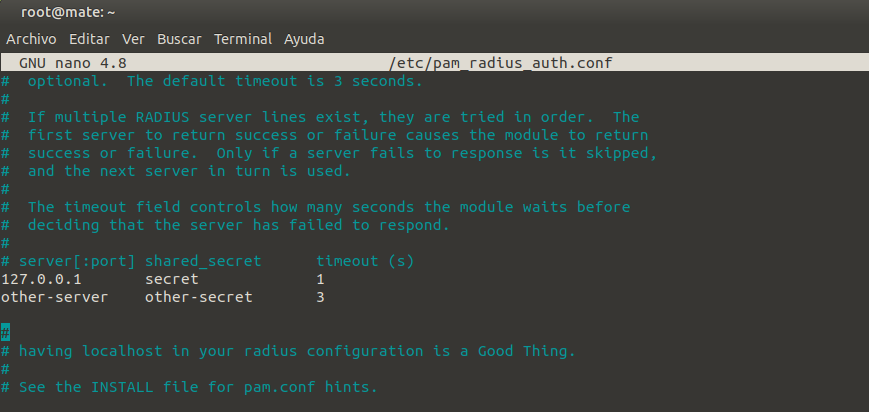 root@mate: ~
Archivo Editar Ver Buscar Terminal Ayuda
GNU nano 4.8 /etc/pam_radius_auth.conf
# optional. The default timeout is 3 seconds.
#
# If multiple RADIUS server lines exist, they are tried in order. The
# first server to return success or failure causes the module to return
# success or failure. Only if a server fails to response is it skipped,
# and the next server in turn is used.
#
# The timeout field controls how many seconds the module waits before
# deciding that the server has failed to respond.
#
# server[:port] shared_secret timeout (s)
127.0.0.1 secret 1
other-server other-secret 3
#
# having localhost in your radius configuration is a Good Thing.
#
# See the INSTALL file for pam.conf hints.